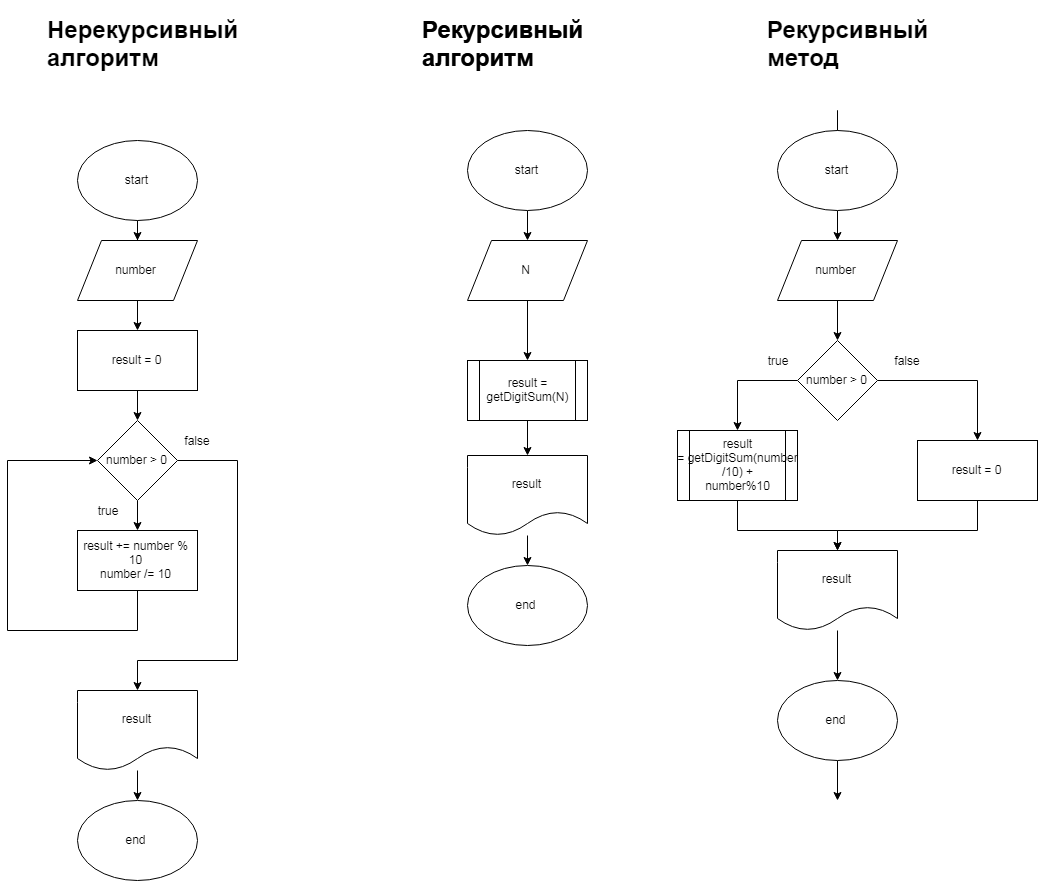 Нерекурсивный
алгоритм
start
number
result = 0
number > 0
false
true
result += number %
10
number /= 10
result
end
Рекурсивный
алгоритм
start
N
result =
getDigitSum(N)
result
end
Рекурсивный
метод
start
number
true
number > 0
false
result
= getDigitSum(number
/10) +
number%10
result = 0
result
end